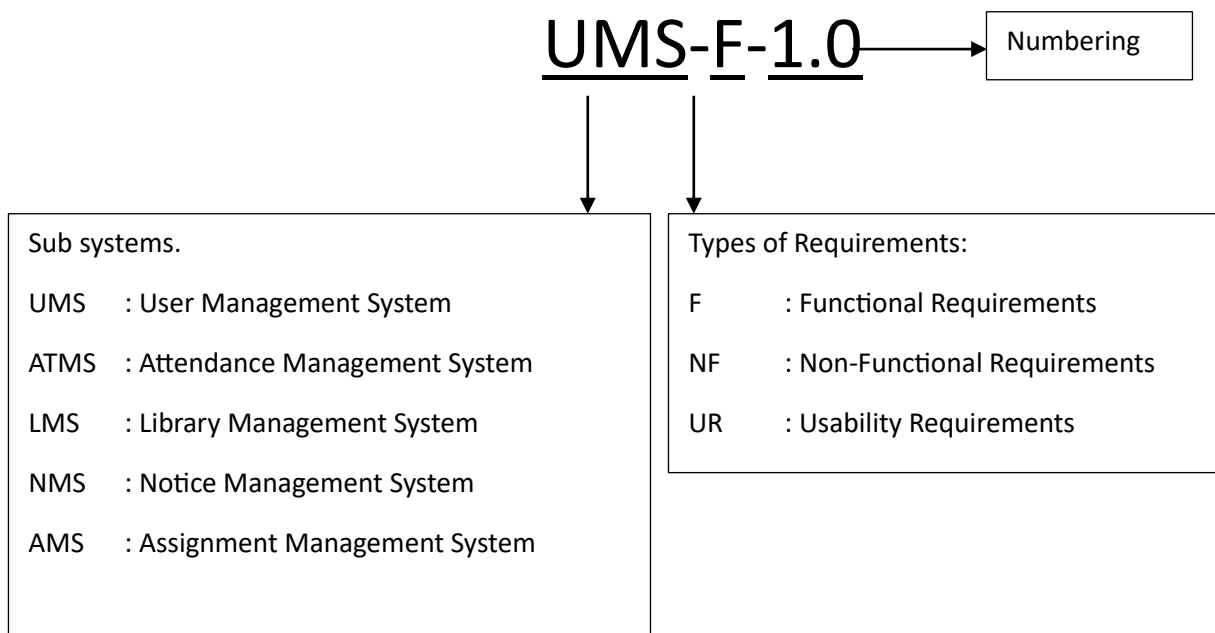 UMS-F-1.0
Numbering
Sub systems.
UMS : User Management System
ATMS : Attendance Management System
LMS : Library Management System
NMS : Notice Management System
AMS : Assignment Management System
Types of Requirements:
F : Functional Requirements
NF : Non-Functional Requirements
UR : Usability Requirements